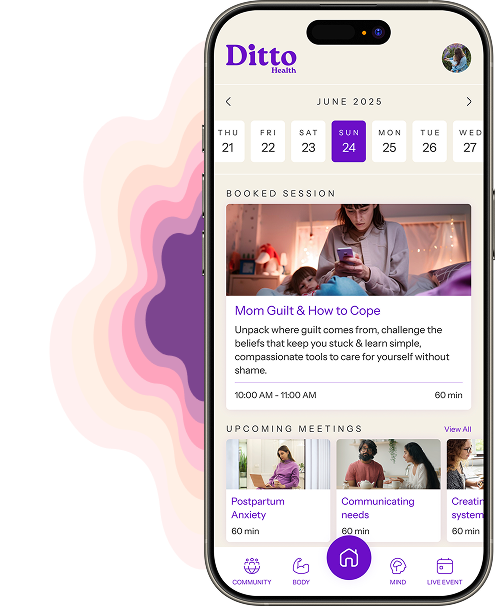 Ditto
Health
JUNE 2025
THU FRI SAT SUN MON TUE WED
21 22 23 24 25 26 27
BOOKED SESSION
Mom Guilt & How to Cope
Unpack where guilt comes from, challenge the
beliefs that keep you stuck & learn simple,
compassionate tools to care for yourself without
shame.
10:00 AM - 11:00 AM 60 min
UPCOMING MEETINGS View All
Postpartum
Anxiety
60 min
Communicating
needs
60 min
Creatin
system
60 min
COMMUNITY BODY MIND LIVE EVENT